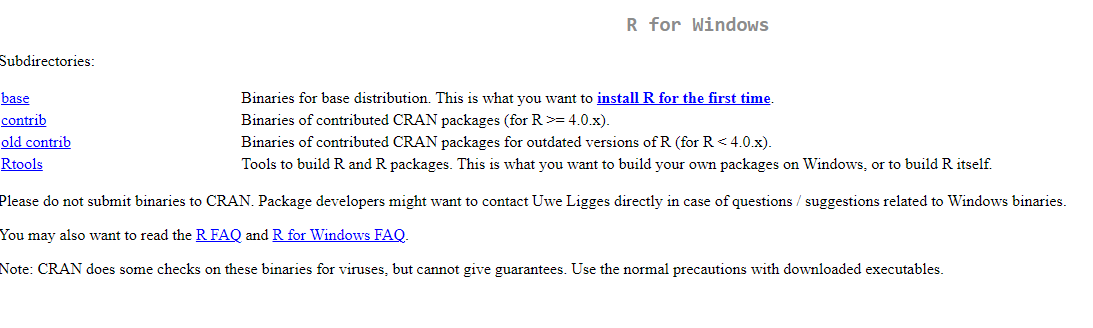 R for Windows
Subdirectories:
base Binaries for base distribution. This is what you want to install R for the first time.
contrib Binaries of contributed CRAN packages (for R >= 4.0.x).
old contrib Binaries of contributed CRAN packages for outdated versions of R (for R < 4.0.x).
Rtools Tools to build R and R packages. This is what you want to build your own packages on Windows, or to build R itself.
Please do not submit binaries to CRAN. Package developers might want to contact Uwe Ligges directly in case of questions / suggestions related to Windows binaries.
You may also want to read the R FAQ and R for Windows FAQ.
Note: CRAN does some checks on these binaries for viruses, but cannot give guarantees. Use the normal precautions with downloaded executables.